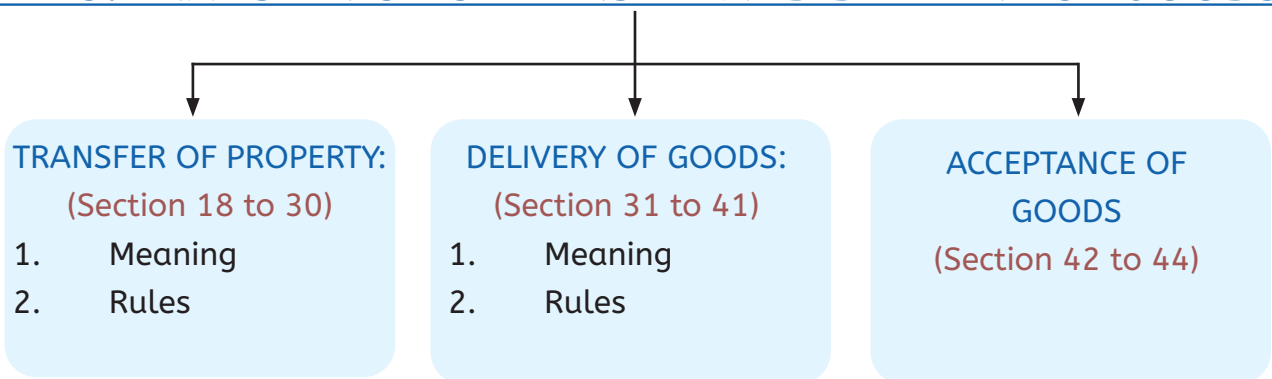 TRANSFER OF PROPERTY:
(Section 18 to 30)
1. Meaning
2. Rules
DELIVERY OF GOODS:
(Section 31 to 41)
1. Meaning
2. Rules
ACCEPTANCE OF
GOODS
(Section 42 to 44)